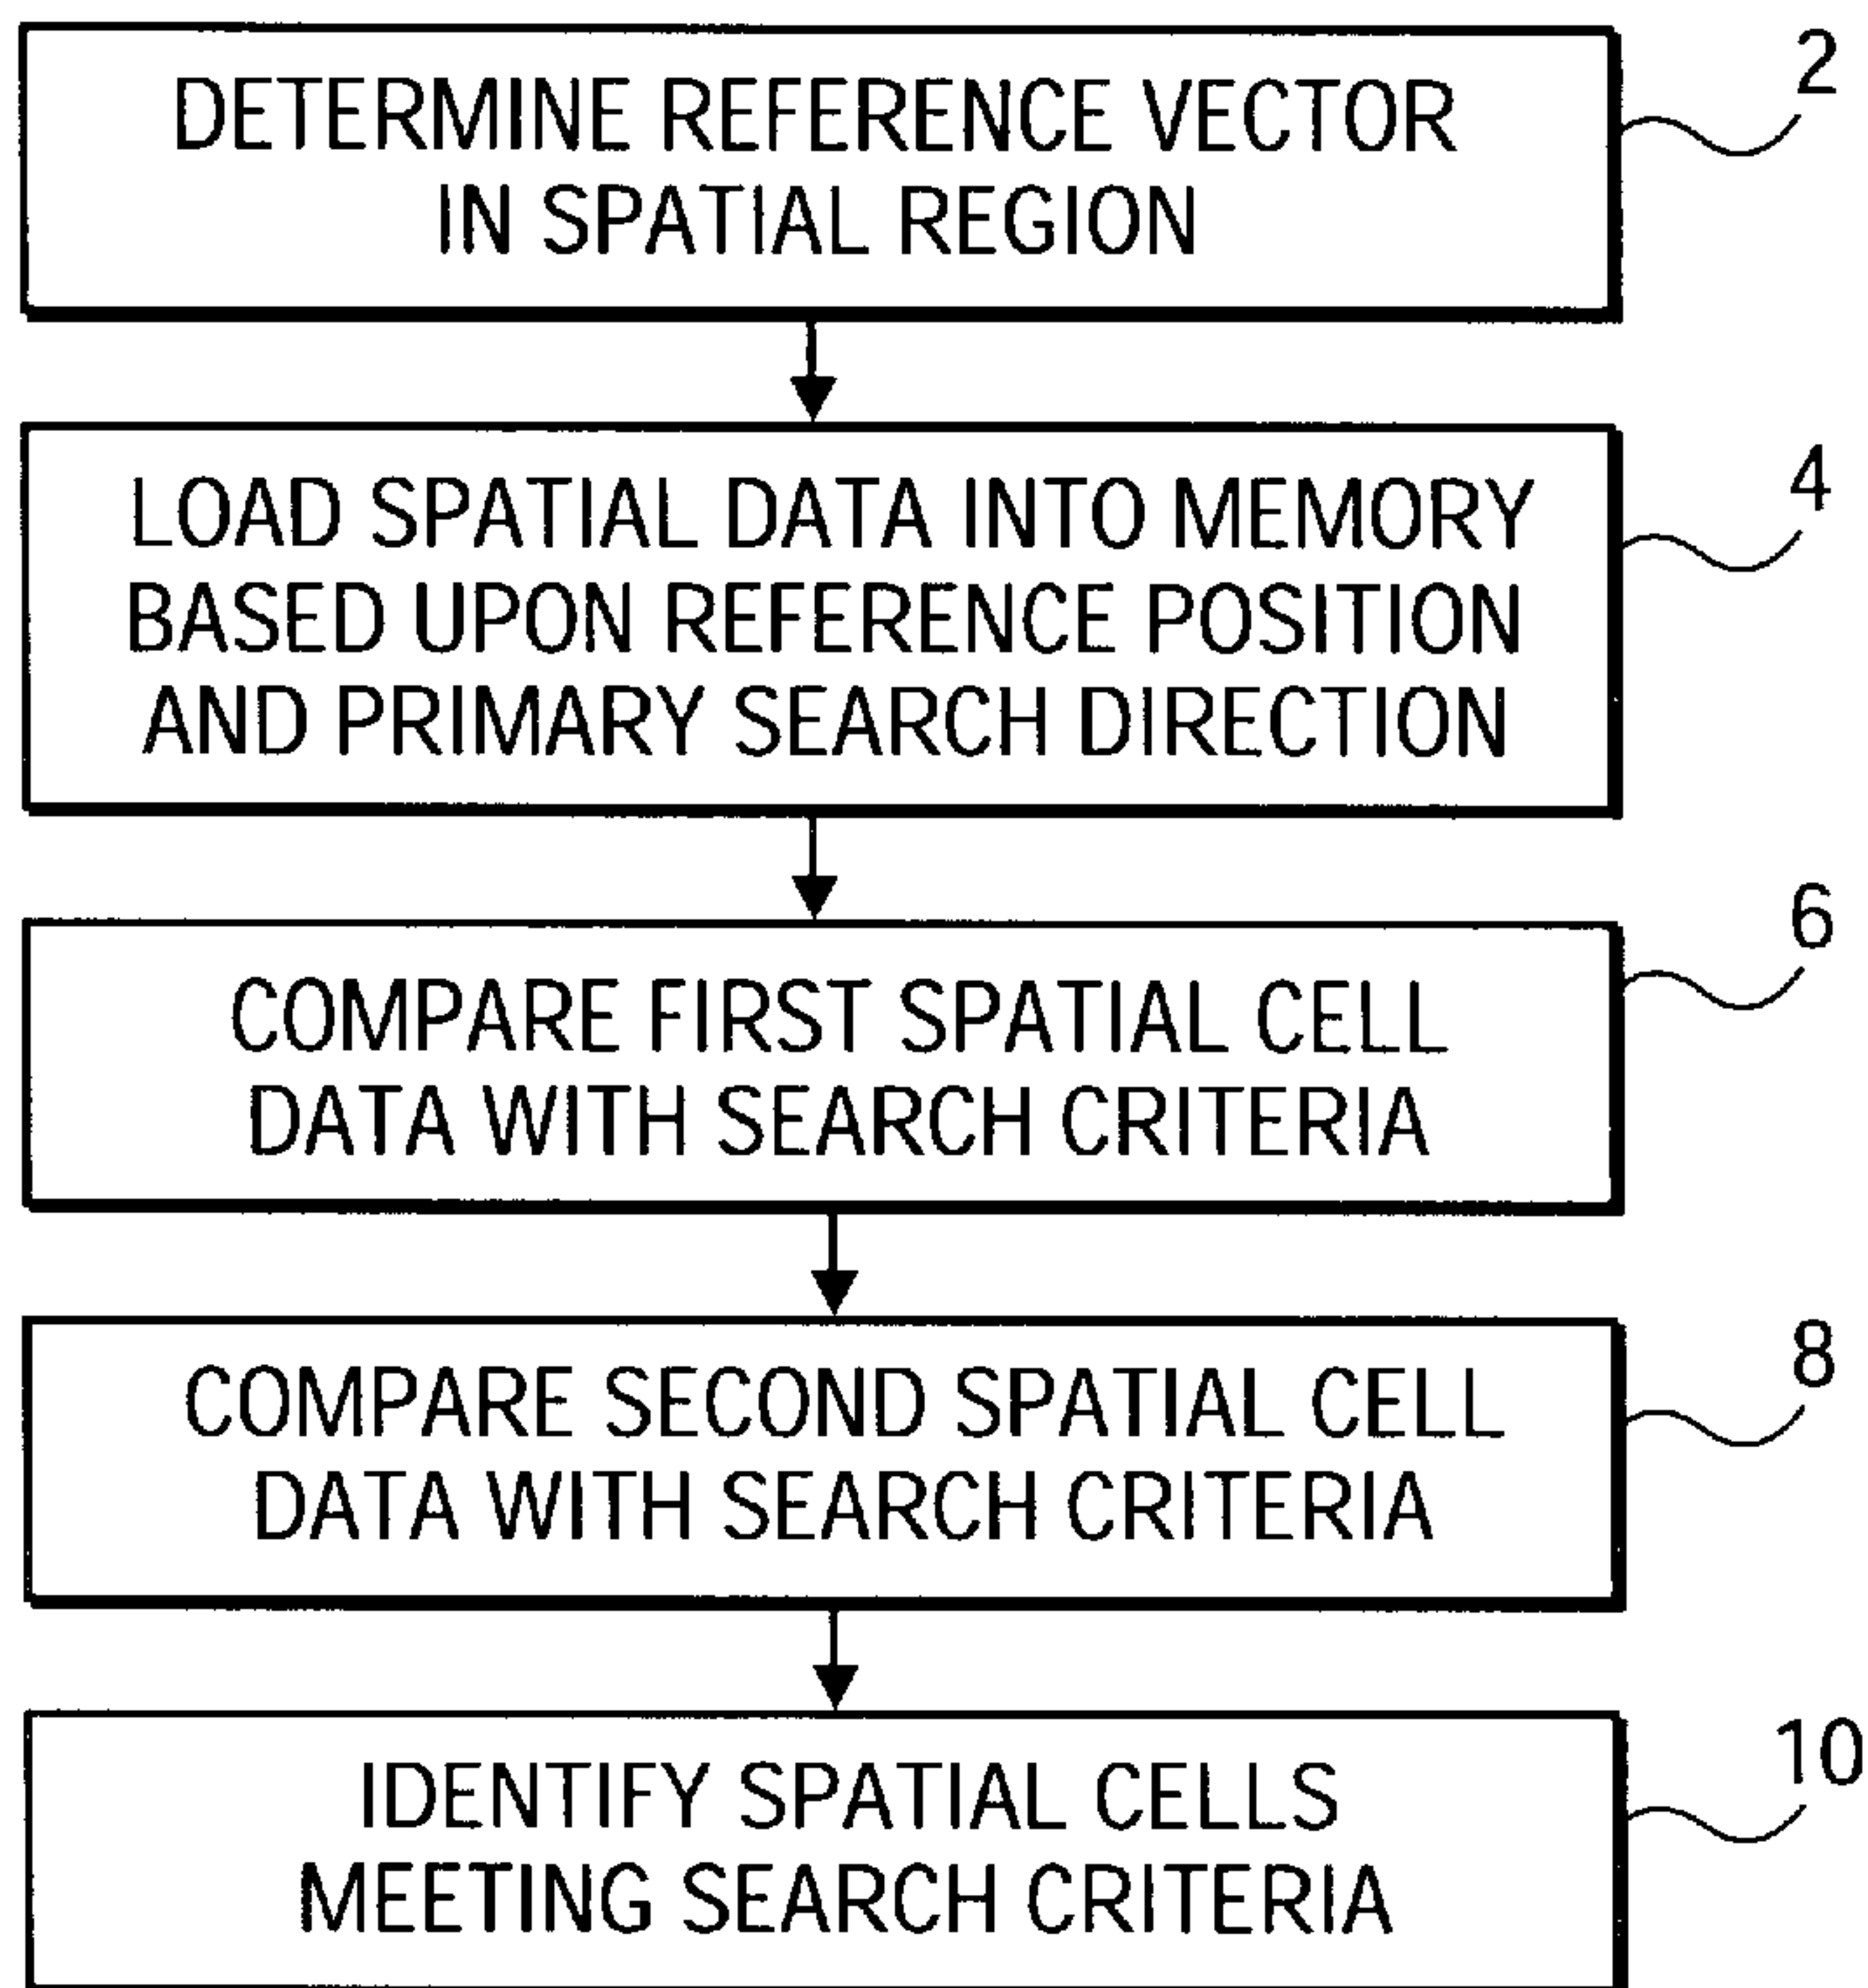 DETERMINE REFERENCE VECTOR
IN SPATIAL REGION
2
LOAD SPATIAL DATA INTO MEMORY
BASED UPON REFERENCE POSITION
AND PRIMARY SEARCH DIRECTION
4
COMPARE FIRST SPATIAL CELL
DATA WITH SEARCH CRITERIA
6
COMPARE SECOND SPATIAL CELL
DATA WITH SEARCH CRITERIA
8
IDENTIFY SPATIAL CELLS
MEETING SEARCH CRITERIA
10